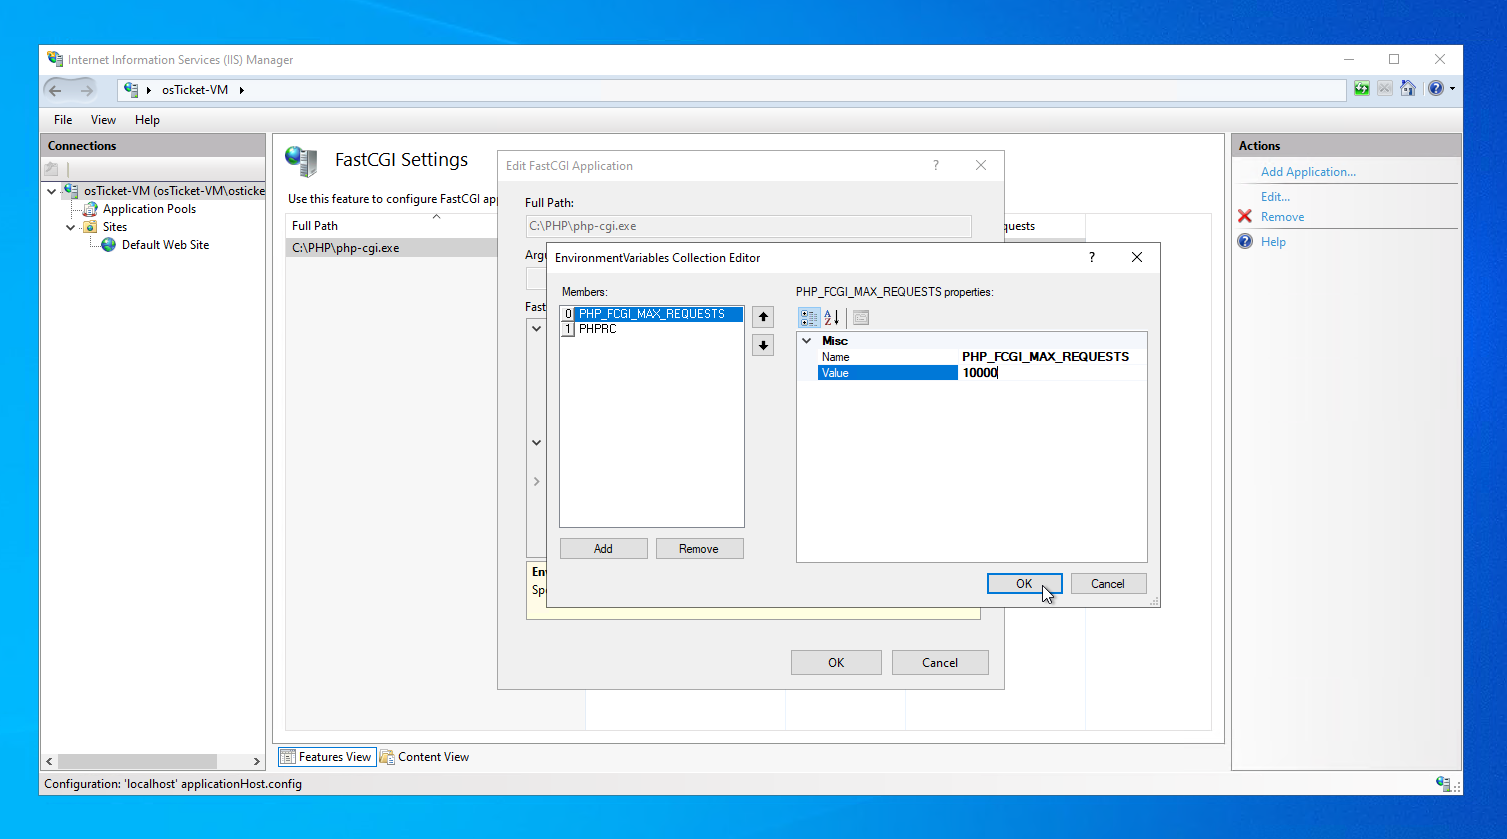 Internet Information Services (IIS) Manager
osTicket-VM
File View Help
Connections
osTicket-VM (osTicket-VM\osticke
Application Pools
Sites
Default Web Site
FastCGI Settings
Use this feature to configure FastCGI ap
Full Path
quests
C:\PHP\php-cgi.exe
Edit FastCGI Application
?
Full Path:
C:\PHP\php-cgi.exe
Argu
Fast
Env
Spe
OK
Cancel
EnvironmentVariables Collection Editor
?
Members:
0 PHP_FCGI_MAX_REQUESTS
1 PHPRC
Add
Remove
PHP_FCGI_MAX_REQUESTS properties:
Misc
Name PHP_FCGI_MAX_REQUESTS
Value 10000
OK
Cancel
Actions
Add Application...
Edit...
Remove
Help
Features View
Content View
Configuration: 'localhost' applicationHost.config